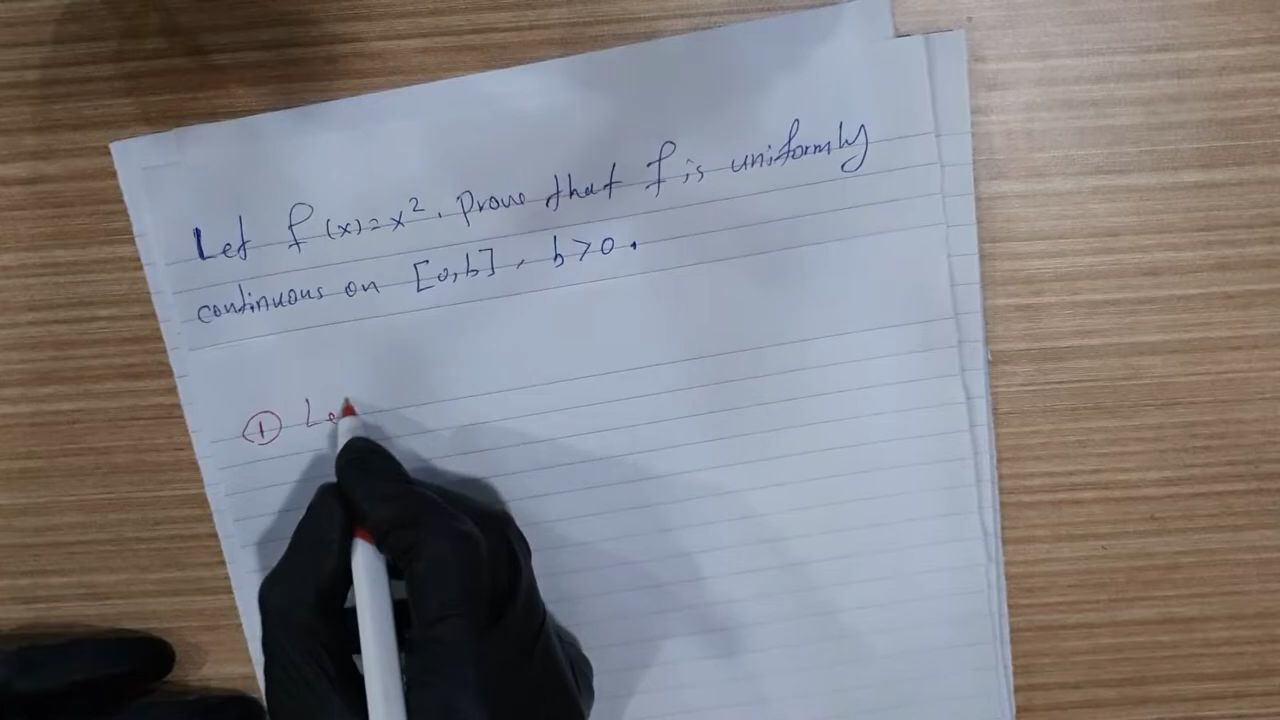 Let f(x)=x². Prove that f is uniformly
continuous on [0,b], b>0.
① Le